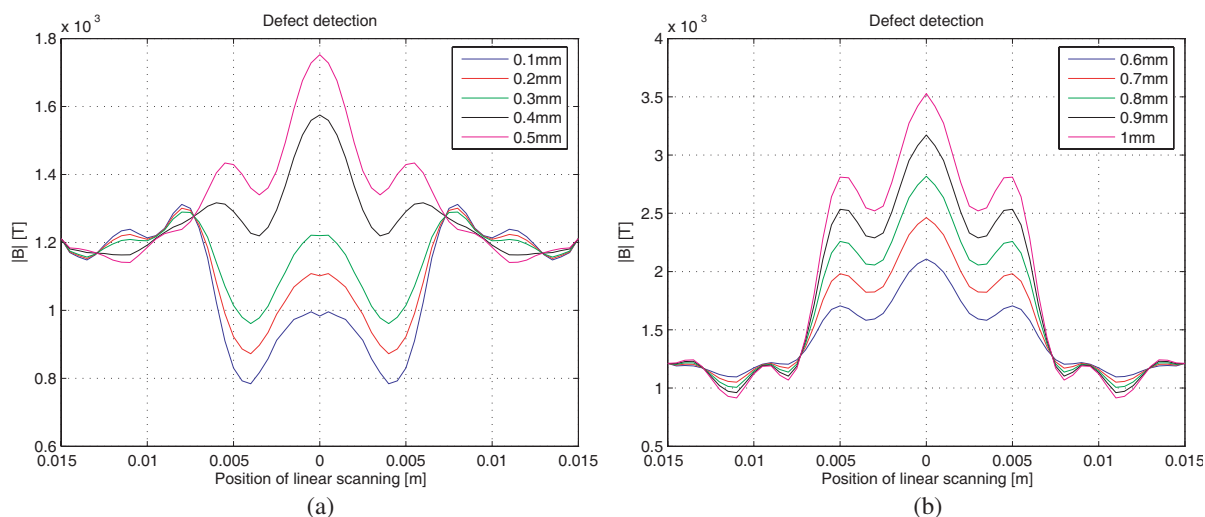 Defect detection
x 10 3
1.8
1.6
1.4
1.2
1
0.8
0.6
|B| [T]
0.1mm
0.2mm
0.3mm
0.4mm
0.5mm
0.015 0.01 0.005 0 0.005 0.01 0.015
Position of linear scanning [m]
(a)
Defect detection
x 10 3
4
3.5
3
2.5
2
1.5
1
0.5
|B| [T]
0.6mm
0.7mm
0.8mm
0.9mm
1mm
0.015 0.01 0.005 0 0.005 0.01 0.015
Position of linear scanning [m]
(b)